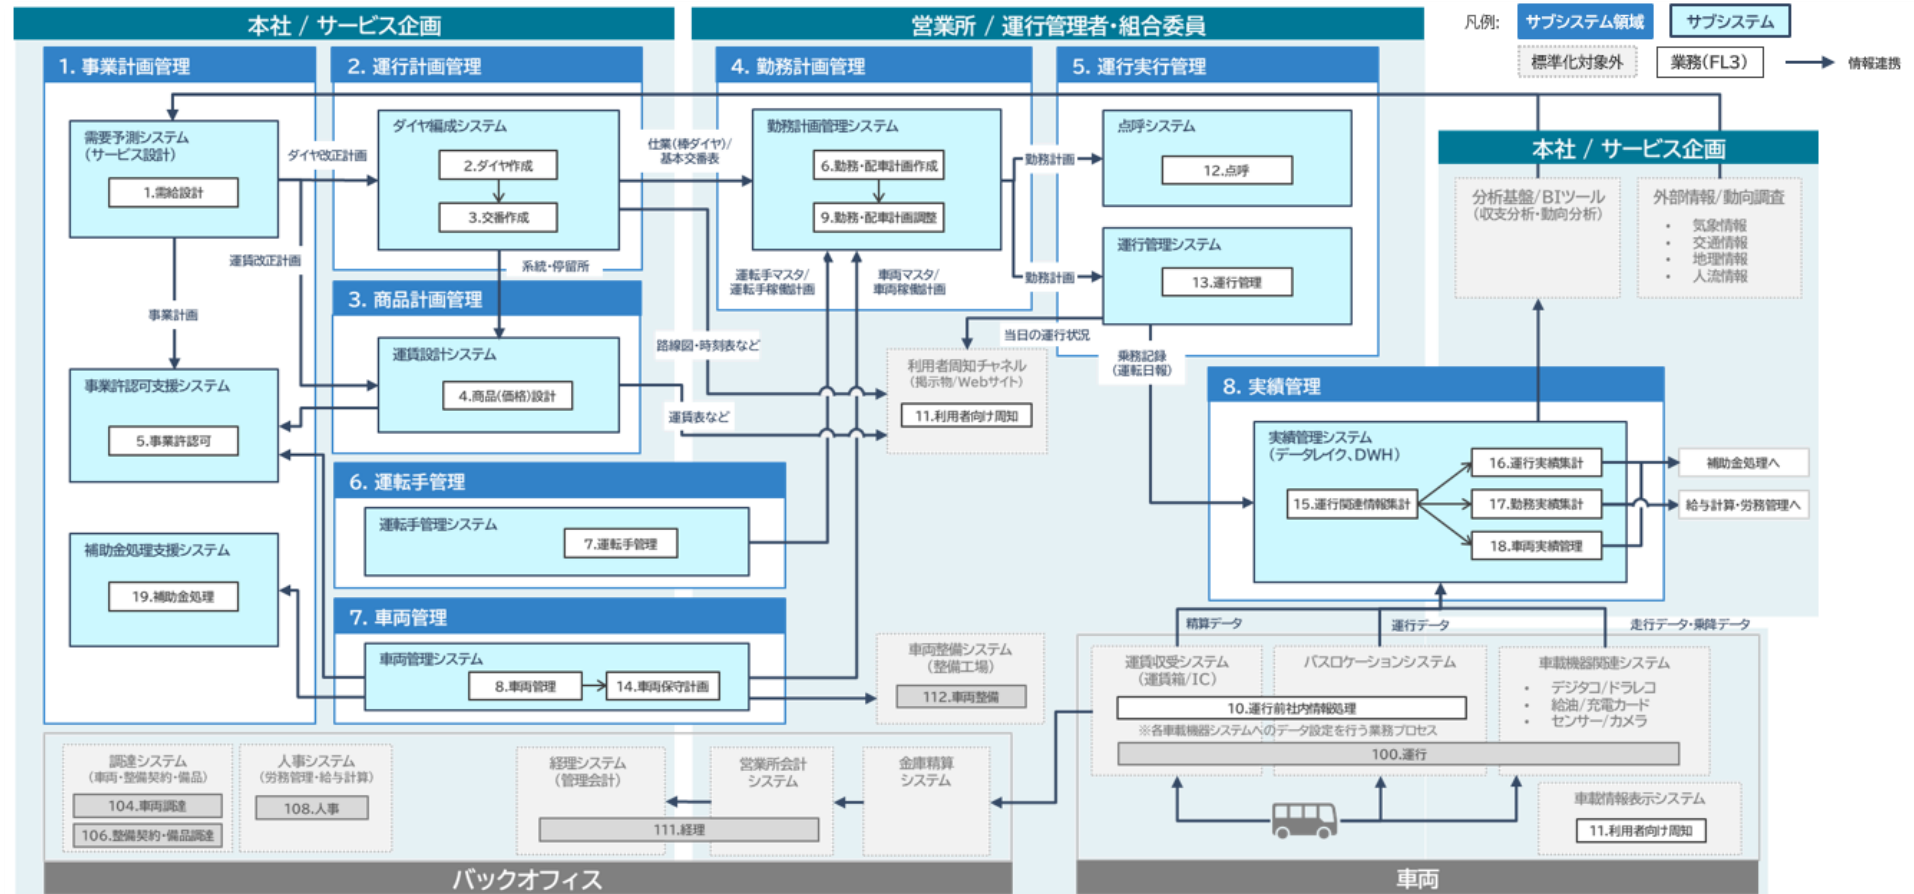 本社 / サービス企画
営業所 / 運行管理者・組合委員
凡例:
サブシステム領域
サブシステム
標準化対象外
業務(FL3)
情報連携
1. 事業計画管理
2. 運行計画管理
4. 勤務計画管理
5. 運行実行管理
需要予測システム
(サービス設計)
1.需給設計
ダイヤ改正計画
ダイヤ編成システム
2.ダイヤ作成
3.交番作成
仕業(棒ダイヤ)/
基本交番表
勤務計画管理システム
6.勤務・配車計画作成
9.勤務・配車計画調整
勤務計画
点呼システム
12.点呼
運行管理システム
13.運行管理
勤務計画
本社 / サービス企画
分析基盤/BIツール
(収支分析・動向分析)
外部情報/動向調査
・ 気象情報
・ 交通情報
・ 地理情報
・ 人流情報
運賃改正計画
系統・停留所
運転手マスタ/
運転手稼働計画
車両マスタ/
車両稼働計画
事業計画
3. 商品計画管理
運賃設計システム
4.商品(価格)設計
路線図・時刻表など
運賃表など
当日の運行状況
乗務記録
(運転日報)
利用者周知チャネル
(掲示物/Webサイト)
11.利用者向け周知
事業許認可支援システム
5.事業許認可
8. 実績管理
実績管理システム
(データレイク、DWH)
15.運行関連情報集計
16.運行実績集計
17.勤務実績集計
18.車両実績管理
補助金処理へ
給与計算・労務管理へ
6. 運転手管理
運転手管理システム
7.運転手管理
補助金処理支援システム
19.補助金処理
7. 車両管理
車両管理システム
8.車両管理
14.車両保守計画
車両整備システム
(整備工場)
112.車両整備
精算データ
運行データ
走行データ・乗降データ
運賃収受システム
(運賃箱/IC)
バスロケーションシステム
車載機器関連システム
・ デジタコ/ドラレコ
・ 給油/充電カード
・ センサー/カメラ
10.運行前社内情報処理
※各車載機器システムへのデータ設定を行う業務プロセス
100.運行
調達システム
(車両・整備契約・備品)
104.車両調達
106.整備契約・備品調達
人事システム
(労務管理・給与計算)
108.人事
経理システム
(管理会計)
営業所会計
システム
金庫精算
システム
111.経理
車載情報表示システム
11.利用者向け周知
バックオフィス
車両